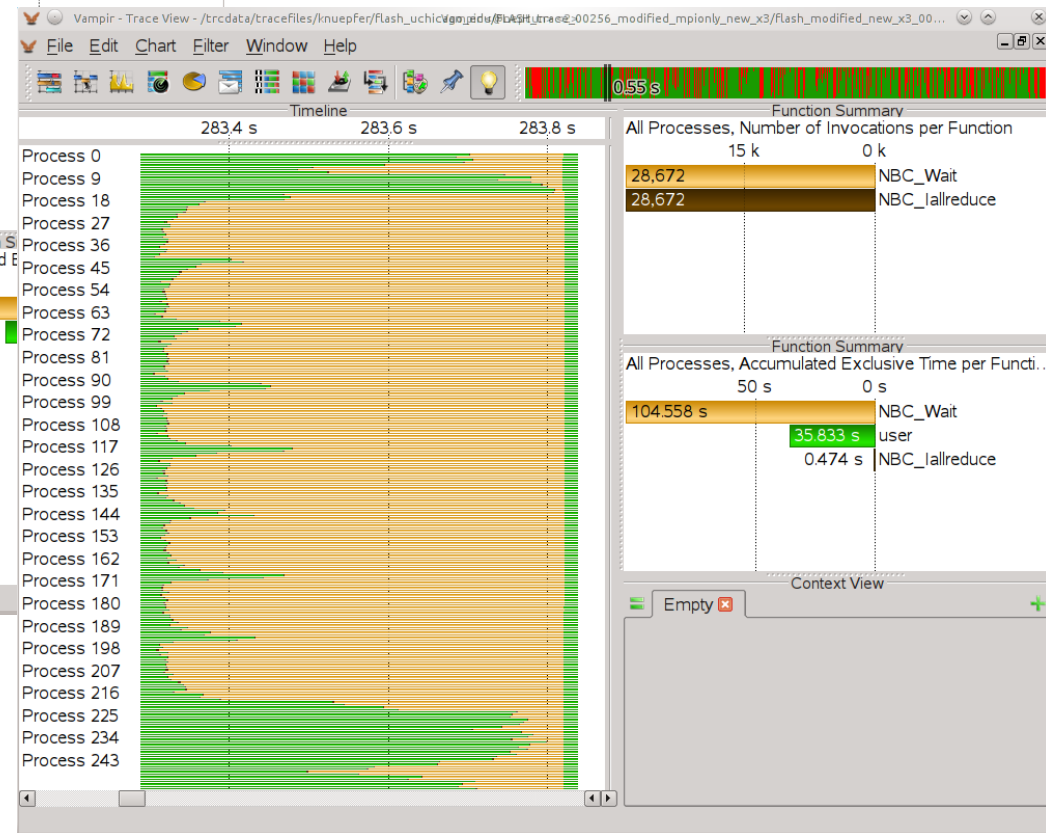 Vampir - Trace View - /trcdata/tracefiles/knuepfer/flash_uchic 00256_modified_mpionly_new_x3/flash_modified_new_x3_00...
File Edit Chart Filter Window Help
0.55 s
Timeline
283.4 s 283.6 s 283.8 s
Process 0
Process 9
Process 18
Process 27
Process 36
Process 45
Process 54
Process 63
Process 72
Process 81
Process 90
Process 99
Process 108
Process 117
Process 126
Process 135
Process 144
Process 153
Process 162
Process 171
Process 180
Process 189
Process 198
Process 207
Process 216
Process 225
Process 234
Process 243
Function Summary
All Processes, Number of Invocations per Function
15 k 0 k
28,672 NBC_Wait
28,672 NBC_Iallreduce
Function Summary
All Processes, Accumulated Exclusive Time per Functi...
50 s 0 s
104.558 s NBC_Wait
35.833 s user
0.474 s NBC_Iallreduce
Context View
Empty